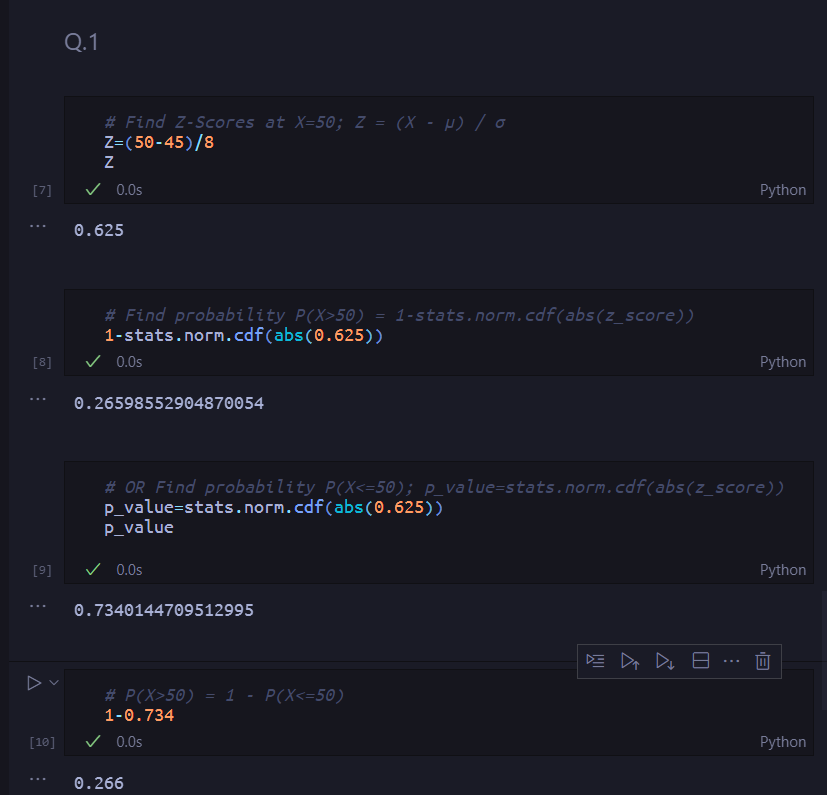 Q.1
# Find Z-Scores at X=50; Z = (X - μ) / σ
Z=(50-45)/8
Z
[7]
0.0s
Python
0.625
# Find probability P(X>50) = 1-stats.norm.cdf(abs(z_score))
1-stats.norm.cdf(abs(0.625))
[8]
0.0s
Python
0.26598552904870054
# OR Find probability P(X<=50); p_value=stats.norm.cdf(abs(z_score))
p_value=stats.norm.cdf(abs(0.625))
p_value
[9]
0.0s
Python
0.7340144709512995
# P(X>50) = 1 - P(X<=50)
1-0.734
[10]
0.0s
Python
0.266